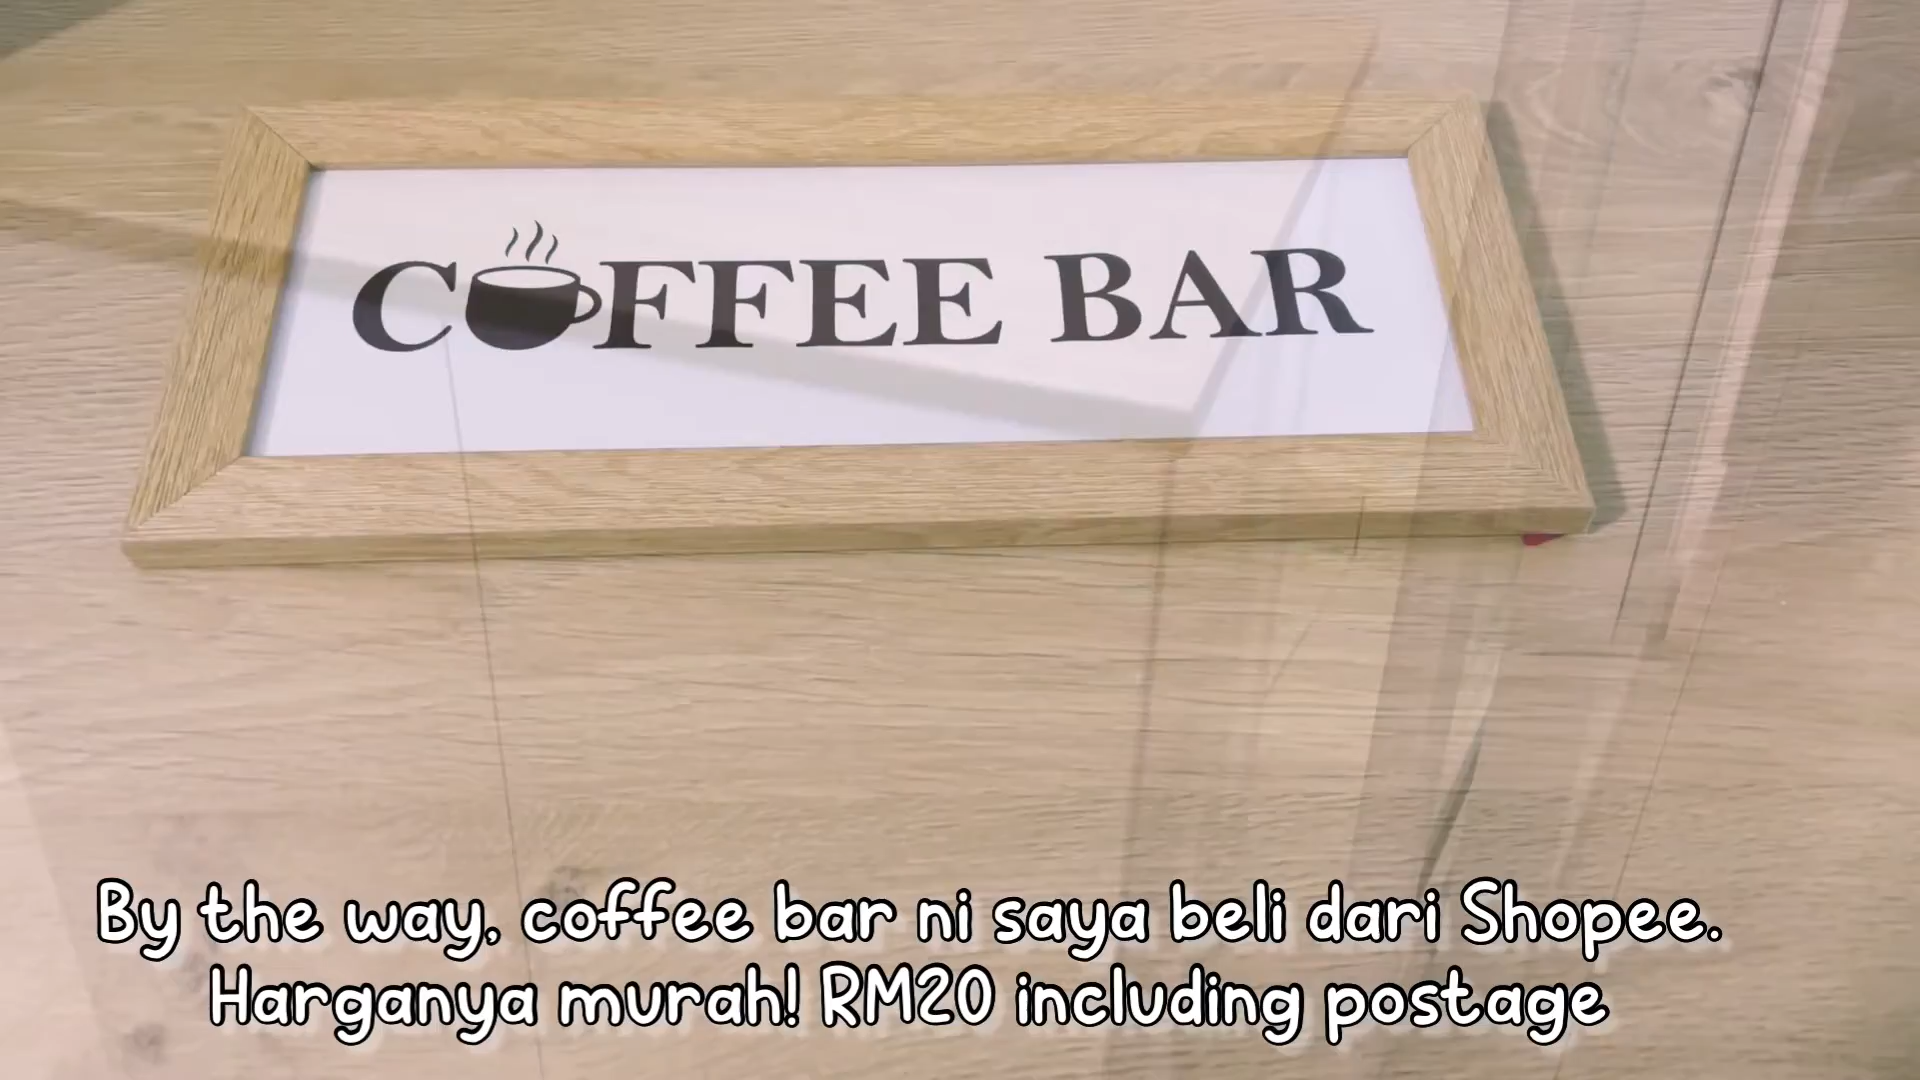 COFFEE BAR
By the way, coffee bar ni saya beli dari Shopee.
Harganya murah! RM20 including postage